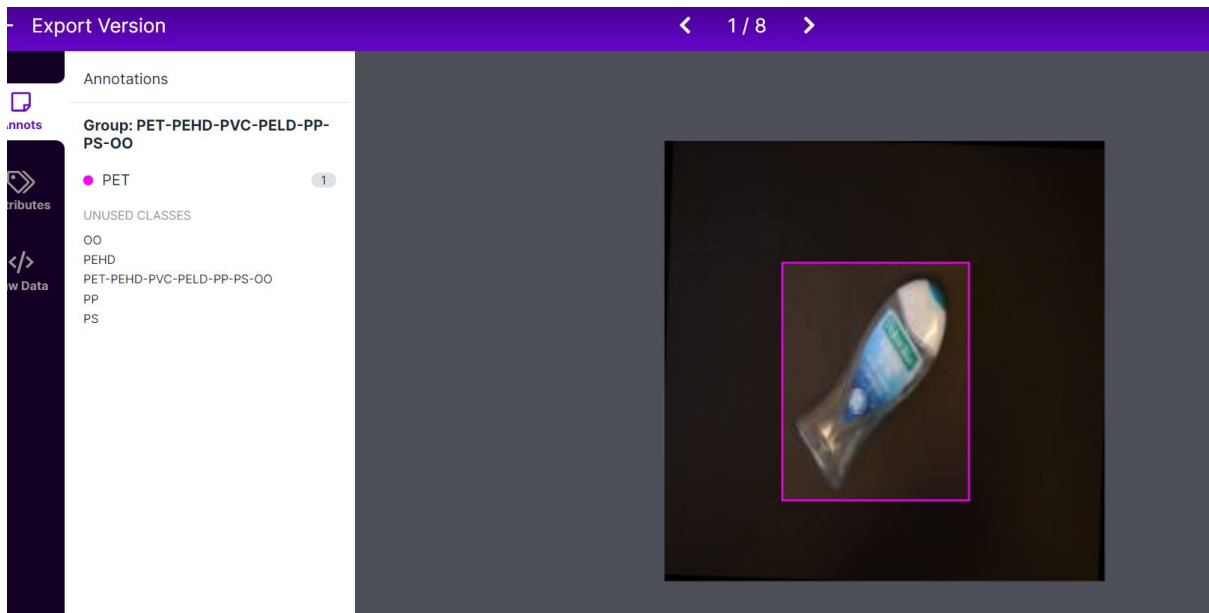 Export Version
1 / 8
Annotations
Group: PET-PEHD-PVC-PELD-PP-
PS-OO
PET
1
UNUSED CLASSES
OO
PEHD
PET-PEHD-PVC-PELD-PP-PS-OO
PP
PS
nnots
tributes
w Data